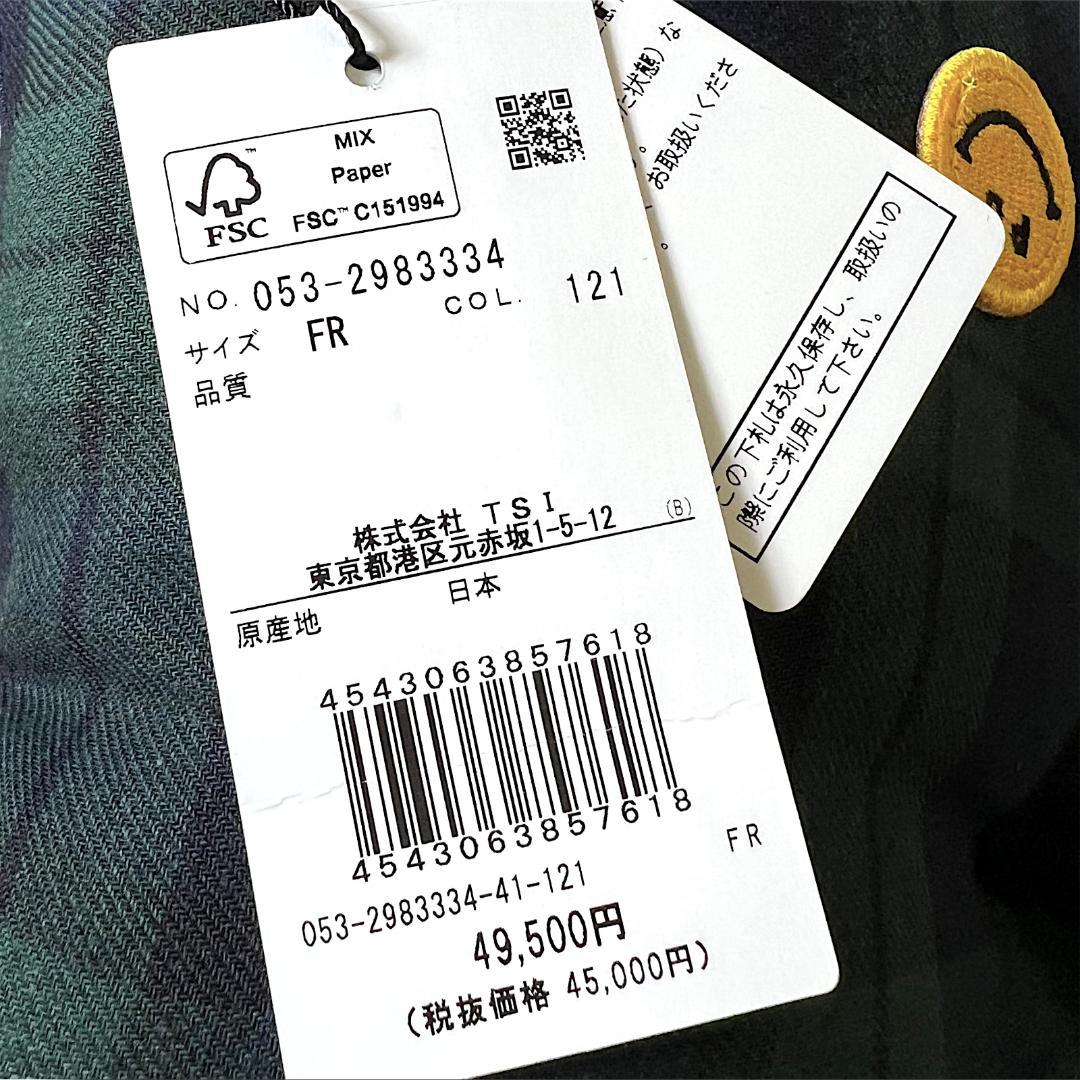 MIX
Paper
FSC™ C151994
FSC
NO. 053-2983334
COL. 121
サイズ FR
品質
株式会社 TSI
東京都港区元赤坂1-5-12
(B)
原産地 日本
4543063857618
4543063857618
FR
053-2983334-41-121
49,500円
(税抜価格 45,000円)
に状態)な
お取扱いくださ
この下札は永久保存し、取扱いの
際にご利用して下さい。